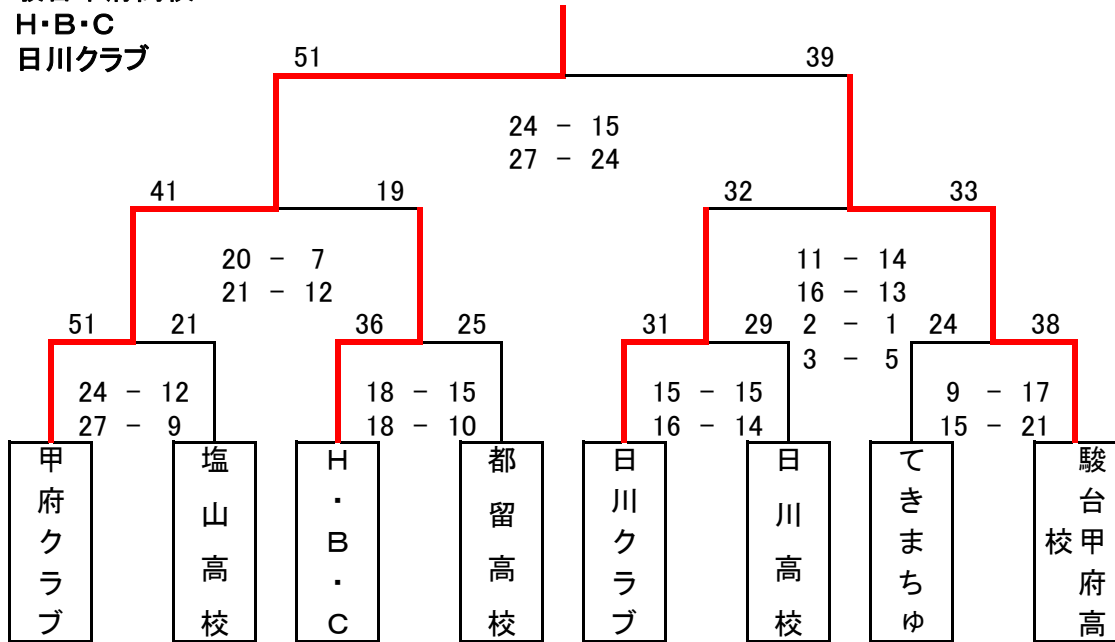 H・B・C
日川クラブ
51 39
24 － 15
27 － 24
41 19 32 33
20 － 7 11 － 14
21 － 12 16 － 13
51 21 36 25 31 29 2 － 1 24 38
3 － 5
24 － 12 18 － 15 15 － 15 9 － 17
27 － 9 18 － 10 16 － 14 15 － 21
甲府クラブ
塩山高校
H・B・C
都留高校
日川クラブ
日川高校
てきまちゅ
駿台甲府高校